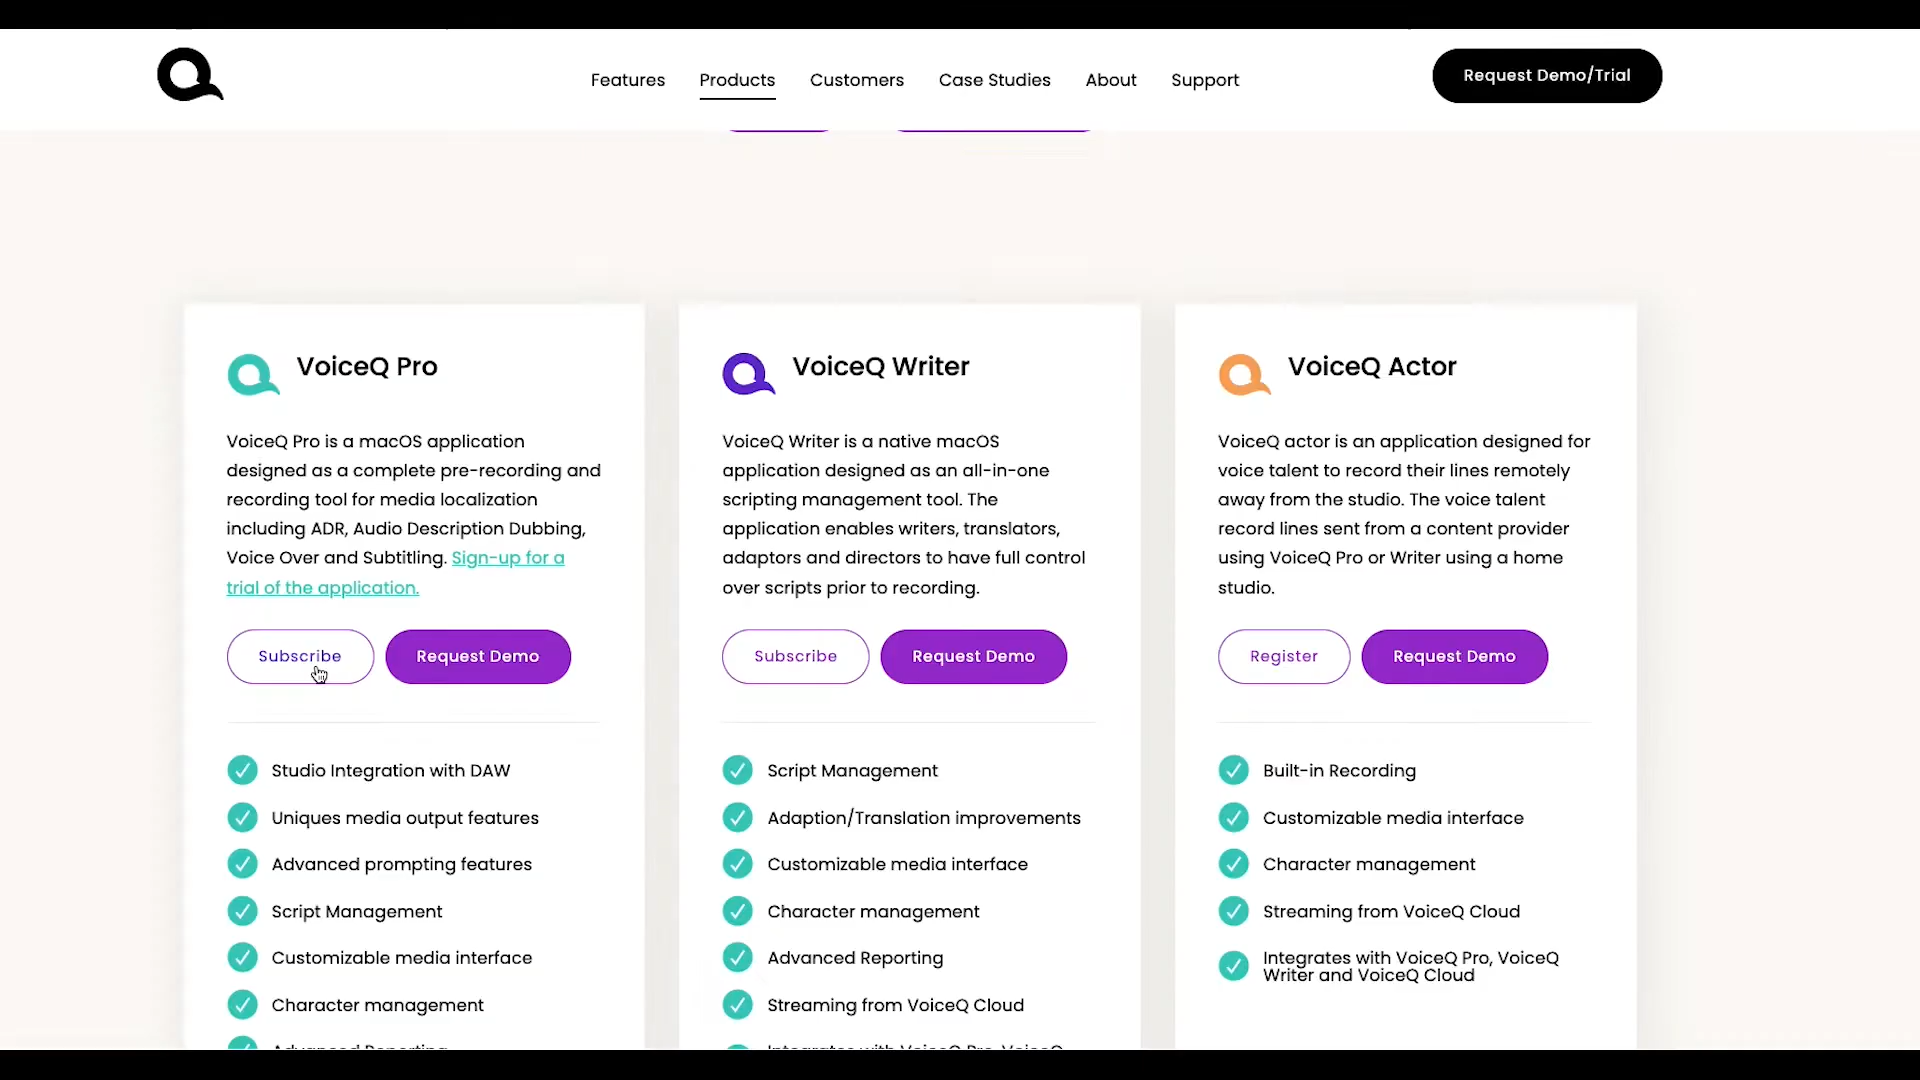 Features Products Customers Case Studies About Support Request Demo/Trial
VoiceQ Pro
VoiceQ Pro is a macOS application
designed as a complete pre-recording and
recording tool for media localization
including ADR, Audio Description Dubbing,
Voice Over and Subtitling. Sign-up for a
trial of the application.
Subscribe Request Demo
Studio Integration with DAW
Uniques media output features
Advanced prompting features
Script Management
Customizable media interface
Character management
Advanced Reporting
VoiceQ Writer
VoiceQ Writer is a native macOS
application designed as an all-in-one
scripting management tool. The
application enables writers, translators,
adaptors and directors to have full control
over scripts prior to recording.
Subscribe Request Demo
Script Management
Adaption/Translation improvements
Customizable media interface
Character management
Advanced Reporting
Streaming from VoiceQ Cloud
Integrates with VoiceQ Pro, VoiceQ
VoiceQ Actor
VoiceQ actor is an application designed for
voice talent to record their lines remotely
away from the studio. The voice talent
record lines sent from a content provider
using VoiceQ Pro or Writer using a home
studio.
Register Request Demo
Built-in Recording
Customizable media interface
Character management
Streaming from VoiceQ Cloud
Integrates with VoiceQ Pro, VoiceQ
Writer and VoiceQ Cloud